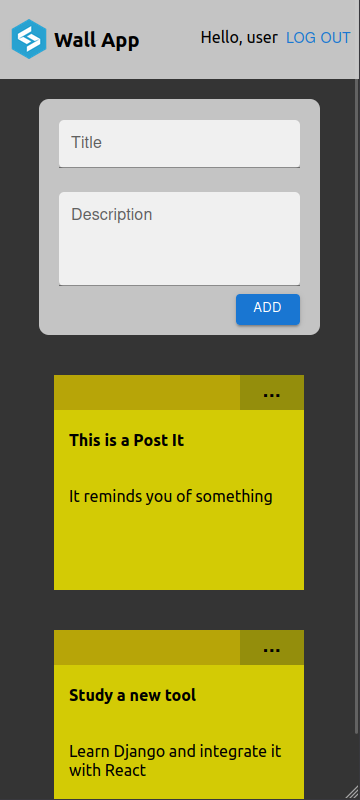 Wall App
Hello, user LOG OUT
Title
Description
ADD
...
This is a Post It
It reminds you of something
...
Study a new tool
Learn Django and integrate it
with React